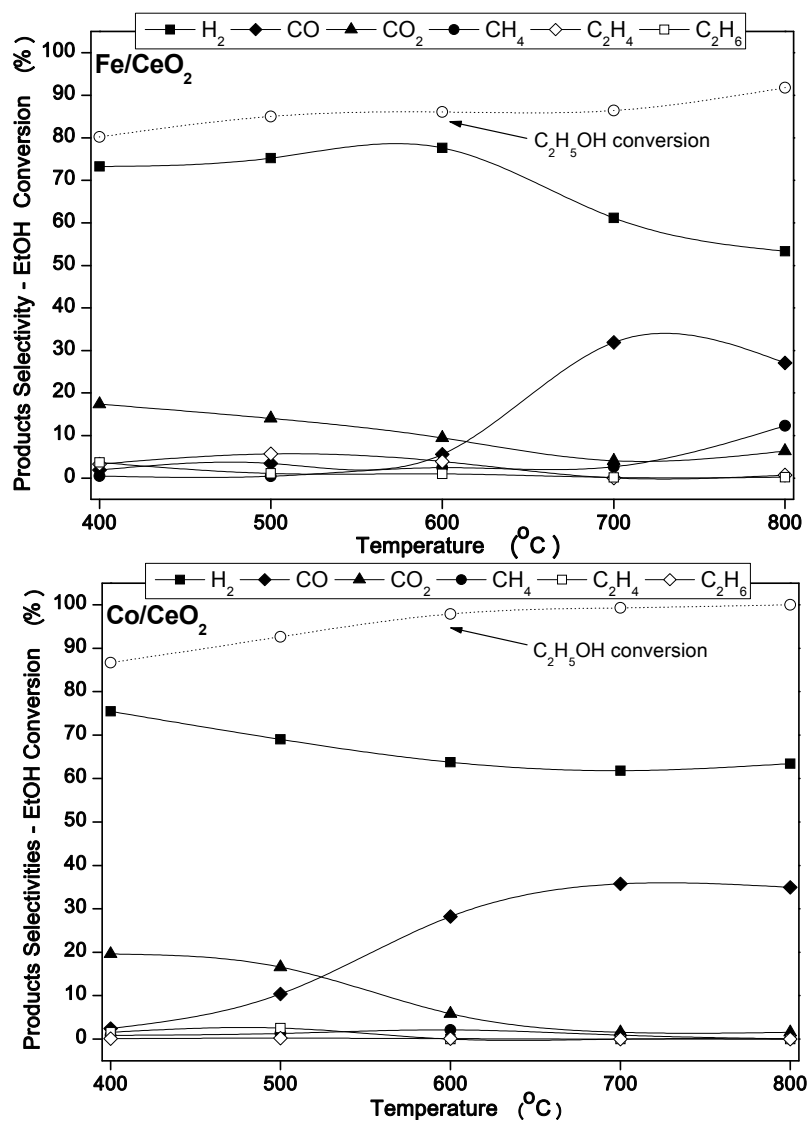 H₂ CO CO₂ CH₄ C₂H₄ C₂H₆
Fe/CeO₂
Products Selectivity - EtOH Conversion (%)
100
90
80
70
60
50
40
30
20
10
0
C₂H₅OH conversion
400 500 600 700 800
Temperature (°C)
H₂ CO CO₂ CH₄ C₂H₄ C₂H₆
Co/CeO₂
Products Selectivities - EtOH Conversion (%)
100
90
80
70
60
50
40
30
20
10
0
C₂H₅OH conversion
400 500 600 700 800
Temperature (°C)